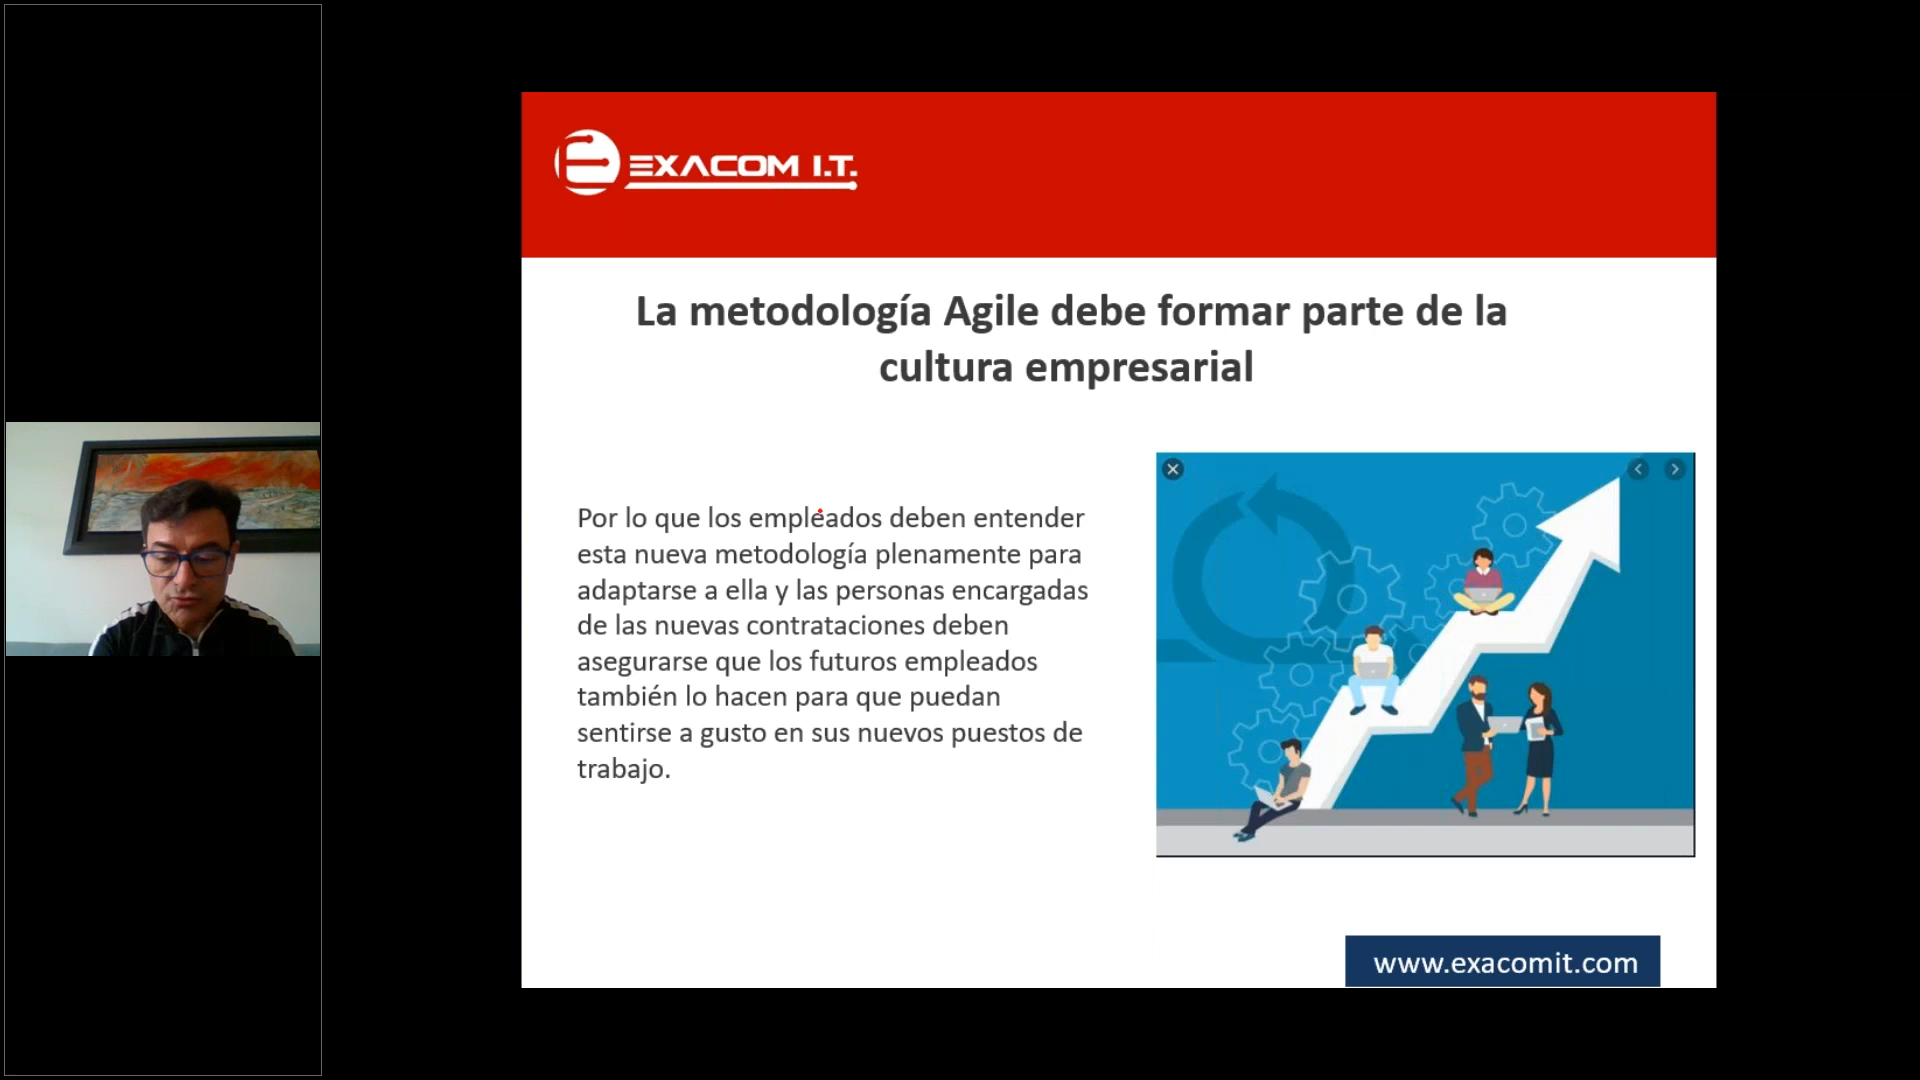 EXACOM I.T.
La metodología Agile debe formar parte de la
cultura empresarial
Por lo que los empleados deben entender
esta nueva metodología plenamente para
adaptarse a ella y las personas encargadas
de las nuevas contrataciones deben
asegurarse que los futuros empleados
también lo hacen para que puedan
sentirse a gusto en sus nuevos puestos de
trabajo.
www.exacomit.com